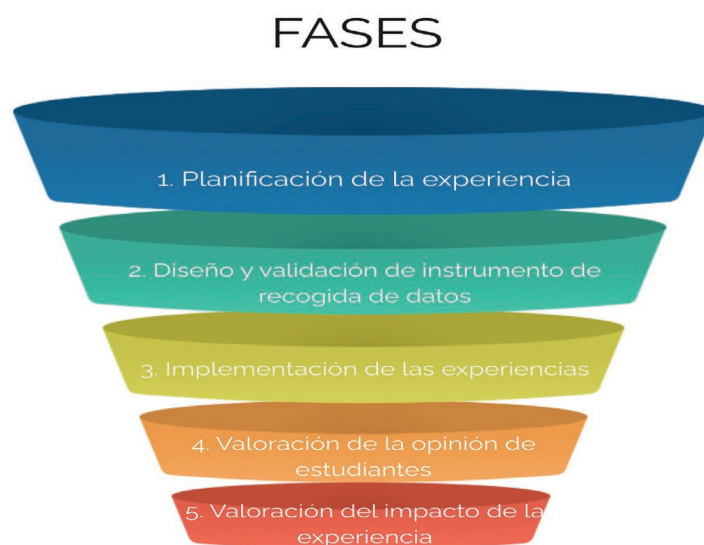 FASES
1. Planificación de la experiencia
2. Diseño y validación de instrumento de
recogida de datos
3. Implementación de las experiencias
4. Valoración de la opinión de
estudiantes
5. Valoración del impacto de la
experiencia